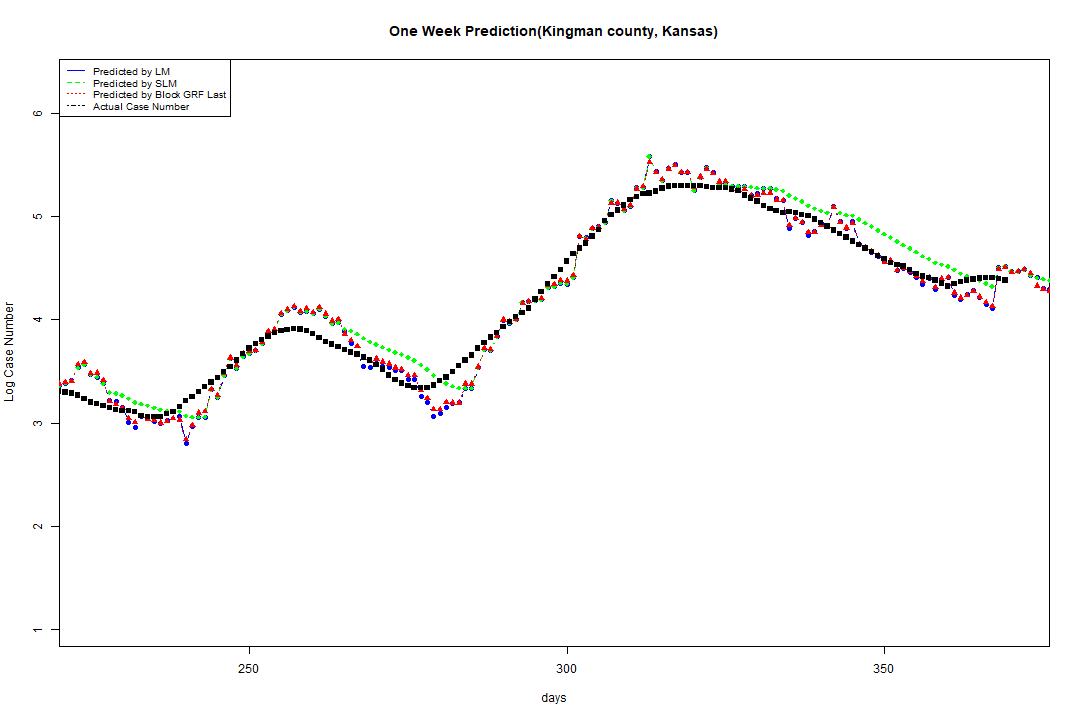 One Week Prediction(Kingman county, Kansas)
Predicted by LM
Predicted by SLM
Predicted by Block GRF Last
Actual Case Number
6
5
4
3
2
1
Log Case Number
250
300
350
days